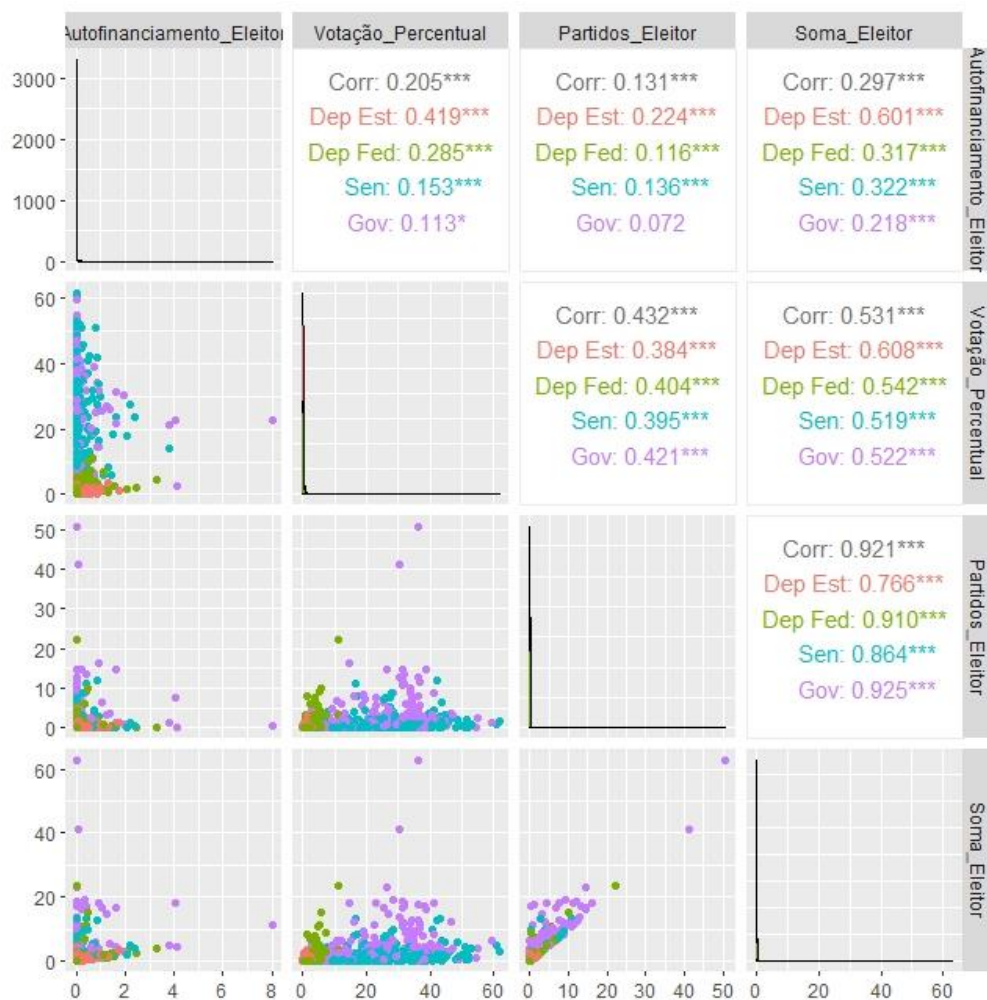 Autofinanciamento_Eleitor
Votação_Percentual
Partidos_Eleitor
Soma_Eleitor
3000
2000
1000
0
Corr: 0.205***
Dep Est: 0.419***
Dep Fed: 0.285***
Sen: 0.153***
Gov: 0.113*
Corr: 0.131***
Dep Est: 0.224***
Dep Fed: 0.116***
Sen: 0.136***
Gov: 0.072
Corr: 0.297***
Dep Est: 0.601***
Dep Fed: 0.317***
Sen: 0.322***
Gov: 0.218***
Autofinanciamento_Eleitor
60
40
20
0
Corr: 0.432***
Dep Est: 0.384***
Dep Fed: 0.404***
Sen: 0.395***
Gov: 0.421***
Corr: 0.531***
Dep Est: 0.608***
Dep Fed: 0.542***
Sen: 0.519***
Gov: 0.522***
Votação_Percentual
50
40
30
20
10
0
Corr: 0.921***
Dep Est: 0.766***
Dep Fed: 0.910***
Sen: 0.864***
Gov: 0.925***
Partidos_Eleitor
60
40
20
0
Soma_Eleitor
0 2 4 6 8
0 20 40 60
0 10 20 30 40 50
0 20 40 60